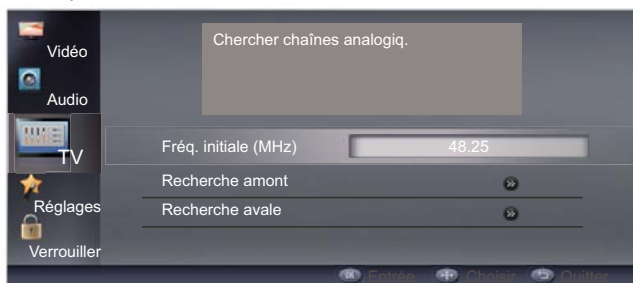 Vidéo
Audio
TV
Réglages
Verrouiller
Chercher chaînes analogiq.
Fréq. initiale (MHz) 48.25
Recherche amont
Recherche avale
OK Entrée Choisir Quitter